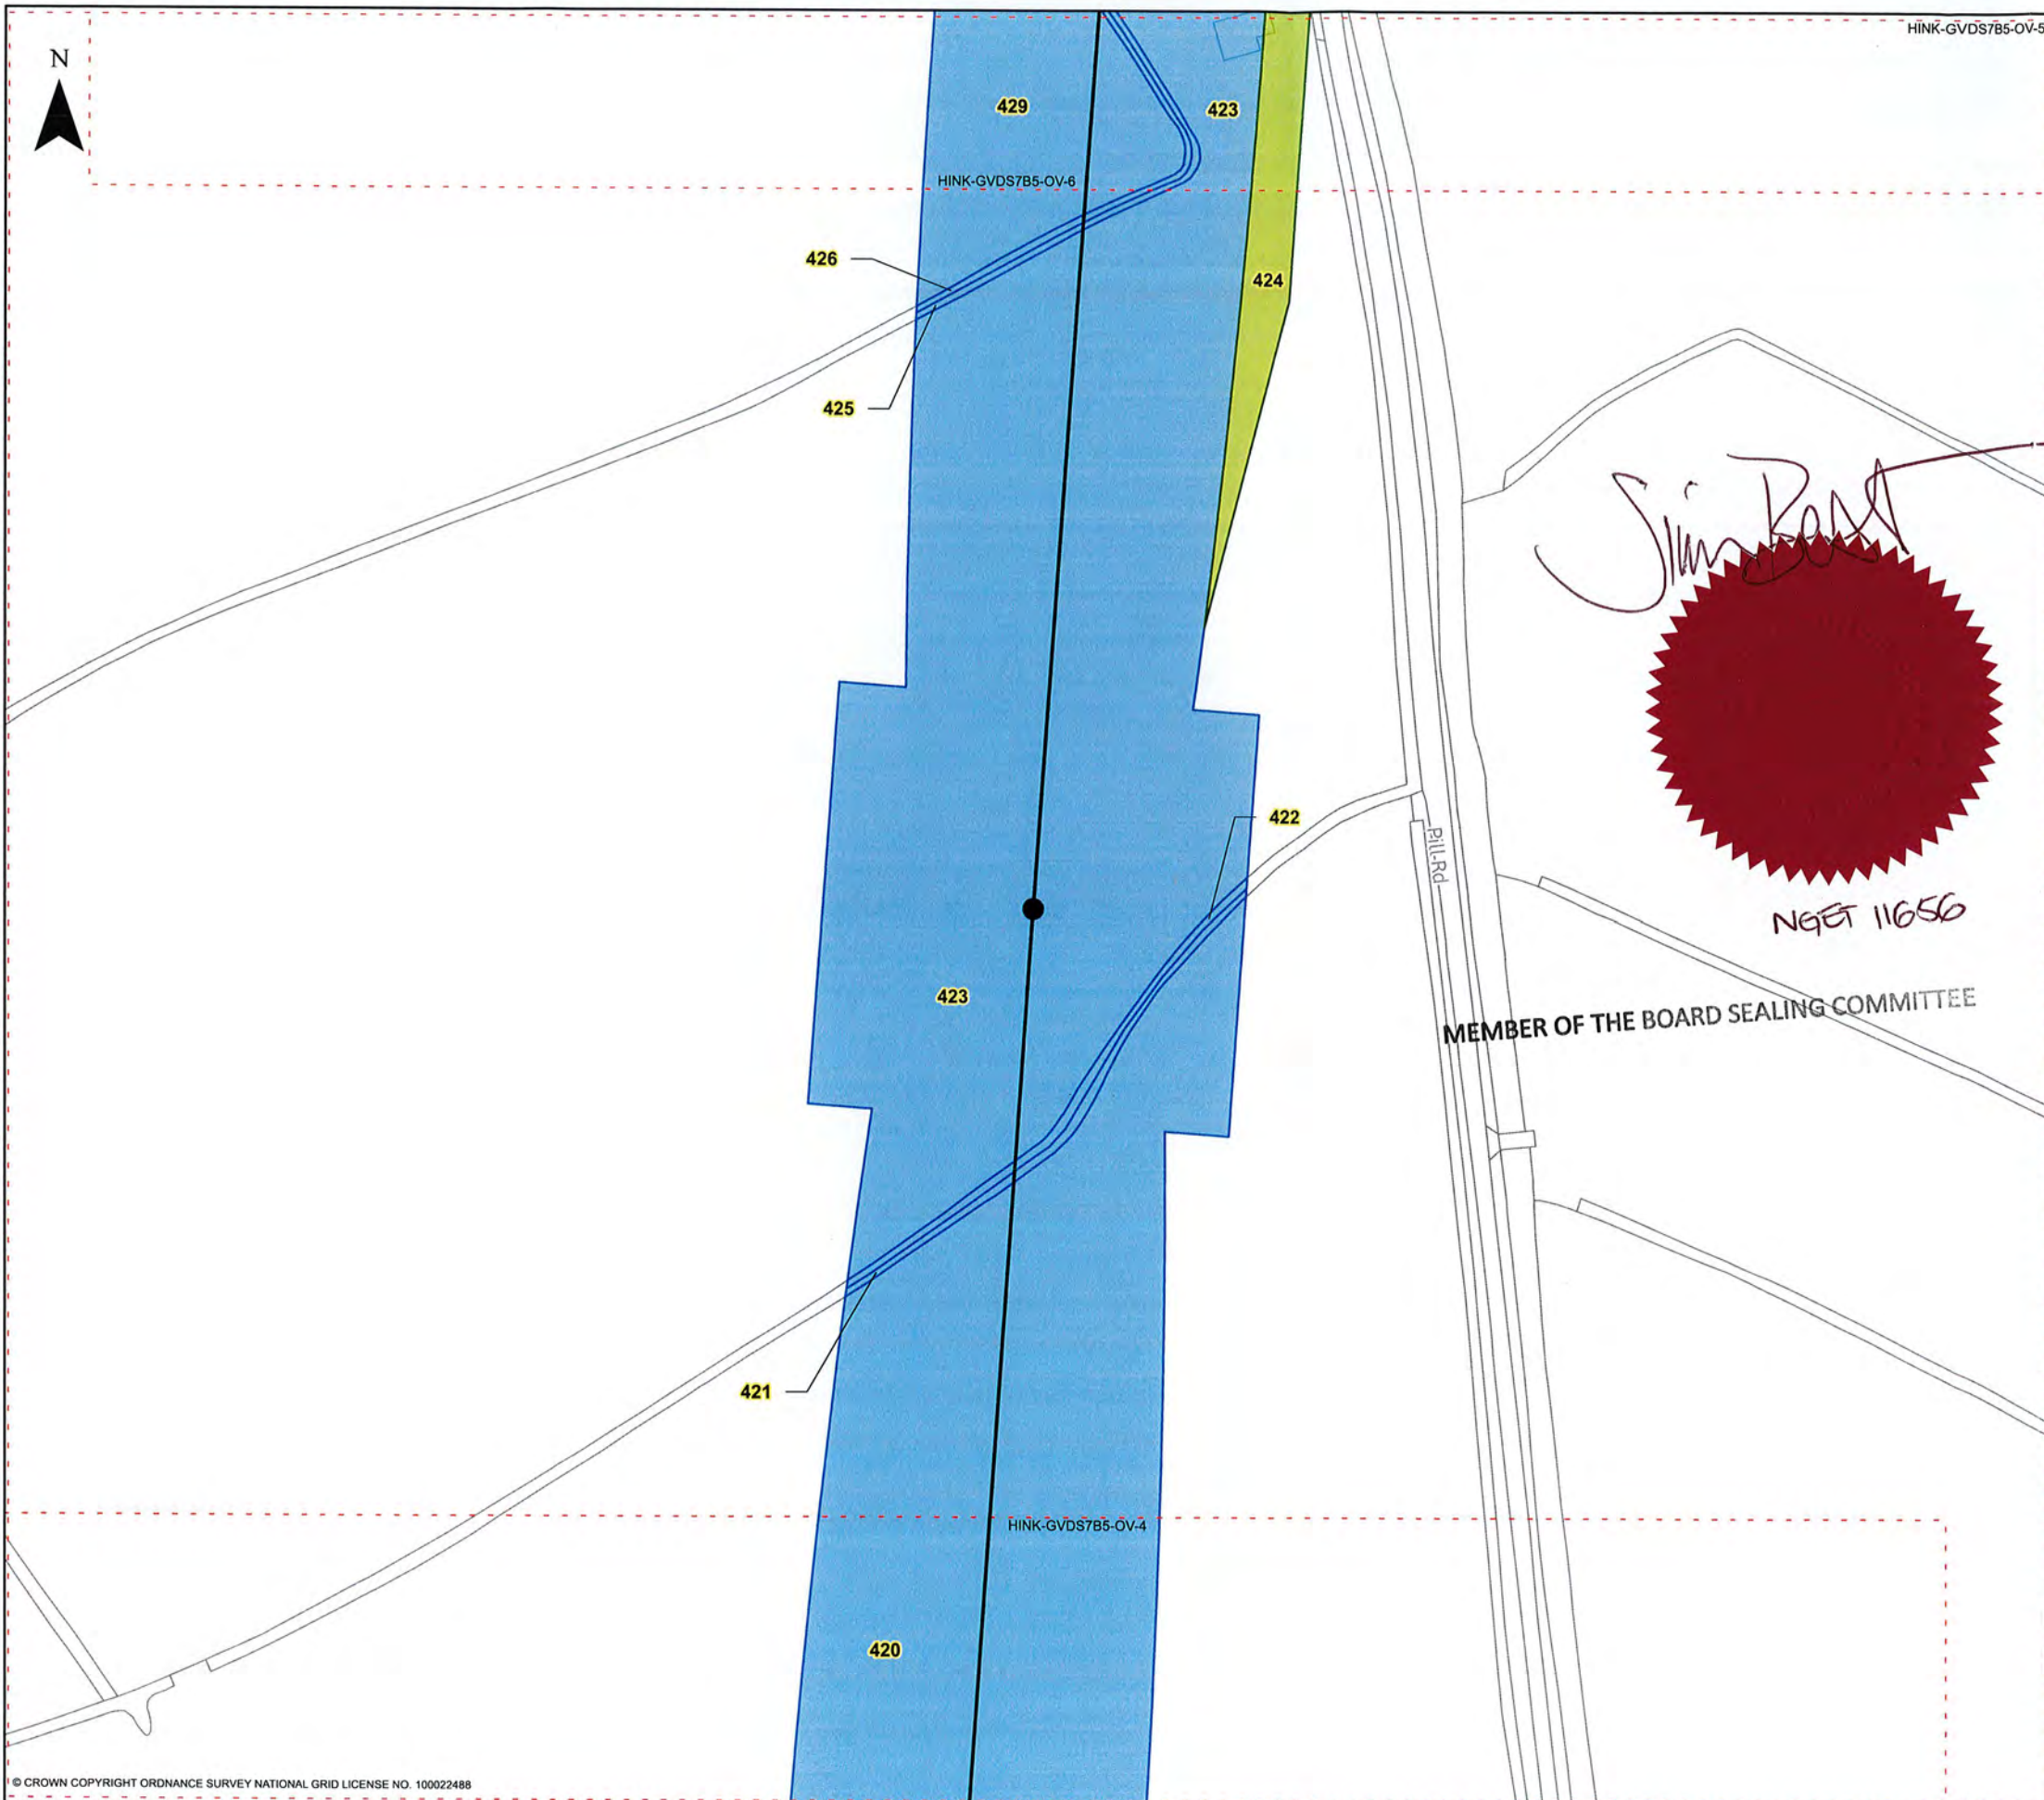 HINK-GVDS7B5-OV-5
N
429
423
HINK-GVDS7B5-OV-6
426
424
425
422
Pill Rd
NGET 11656
423
MEMBER OF THE BOARD SEALING COMMITTEE
421
HINK-GVDS7B5-OV-4
420
© CROWN COPYRIGHT ORDNANCE SURVEY NATIONAL GRID LICENSE NO. 100022488